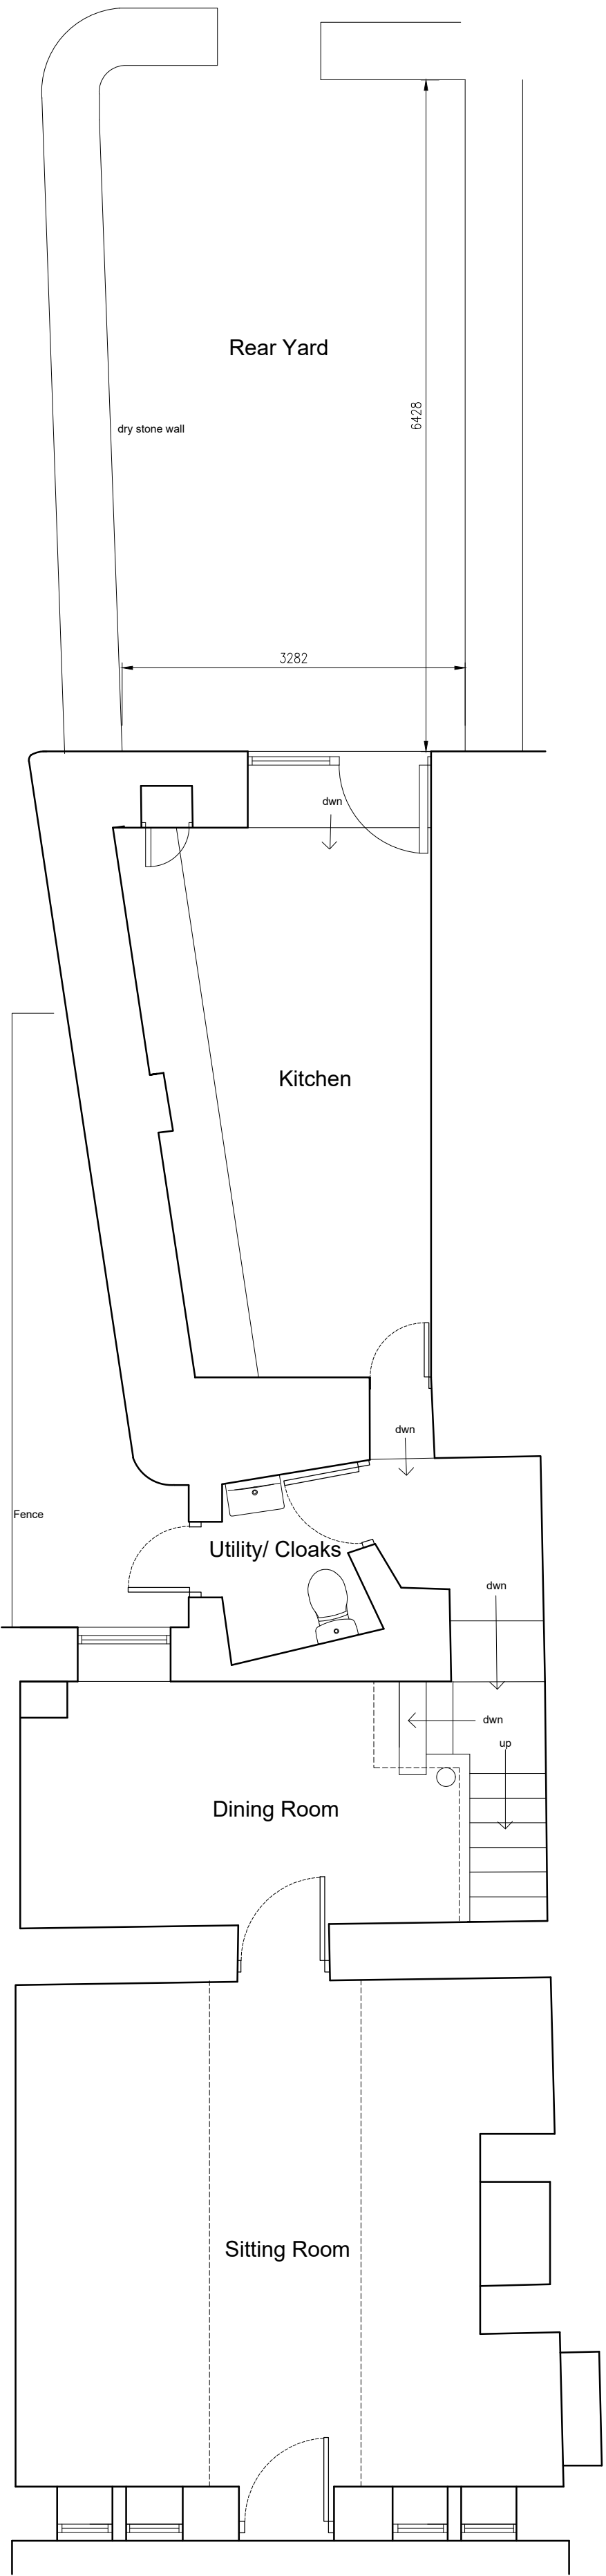 Rear Yard
dry stone wall
6428
3282
dwn
Kitchen
dwn
Fence
Utility/ Cloaks
dwn
dwn
up
Dining Room
Sitting Room